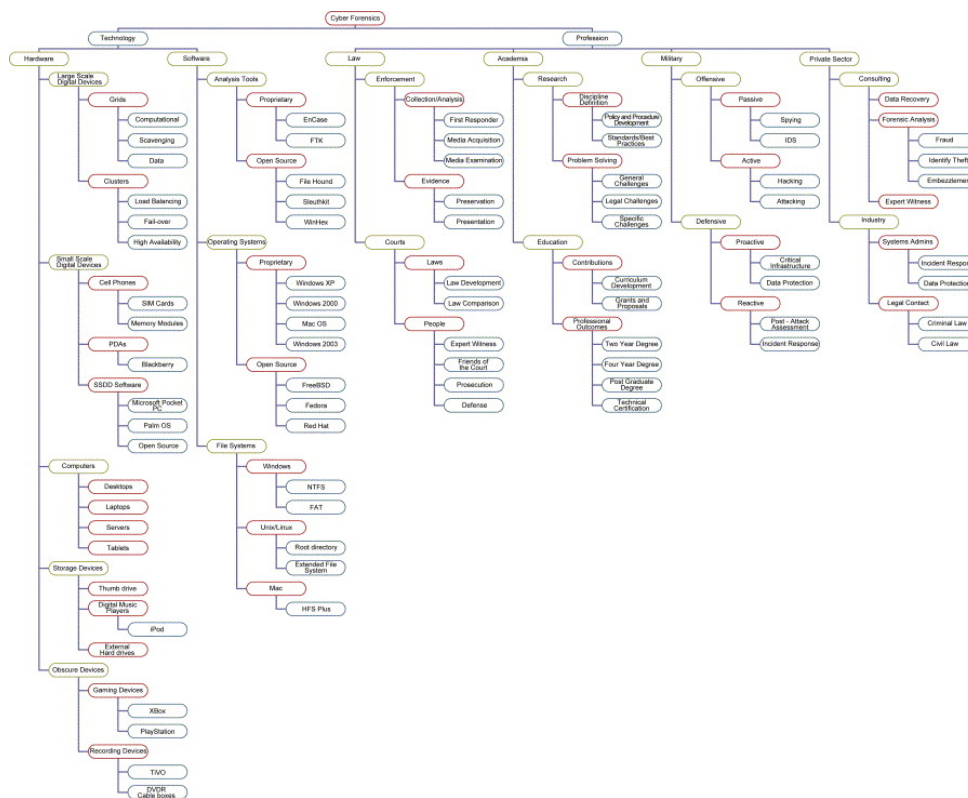 Cyber Forensics
Technology
Profession
Hardware
Software
Law
Academia
Military
Private Sector
Large Scale
Digital Devices
Grids
Computational
Scavenging
Data
Clusters
Load Balancing
Fail-over
High Availability
Small Scale
Digital Devices
Cell Phones
SIM Cards
Memory Modules
PDAs
Blackberry
SSDD Software
Microsoft Pocket
PC
Palm OS
Open Source
Computers
Desktops
Laptops
Servers
Tablets
Storage Devices
Thumb drive
Digital Music
Players
iPod
External
Hard drives
Obscure Devices
Gaming Devices
XBox
PlayStation
Recording Devices
TiVO
DVDR
Cable boxes
Analysis Tools
Proprietary
EnCase
FTK
Open Source
File Hound
Sleuthkit
WinHex
Operating Systems
Proprietary
Windows XP
Windows 2000
Mac OS
Windows 2003
Open Source
FreeBSD
Fedora
Red Hat
File Systems
Windows
NTFS
FAT
Unix/Linux
Root directory
Extended File
System
Mac
HFS Plus
Enforcement
Collection/Analysis
First Responder
Media Acquisition
Media Examination
Evidence
Preservation
Presentation
Courts
Laws
Law Development
Law Comparison
People
Expert Witness
Friends of
the Court
Prosecution
Defense
Research
Discipline
Definition
Policy and Procedure
Development
Standards/Best
Practices
Problem Solving
General
Challenges
Legal Challenges
Specific
Challenges
Education
Contributions
Curriculum
Development
Grants and
Proposals
Professional
Outcomes
Two Year Degree
Four Year Degree
Post Graduate
Degree
Technical
Certification
Offensive
Passive
Spying
IDS
Active
Hacking
Attacking
Defensive
Proactive
Critical
Infrastructure
Data Protection
Reactive
Post - Attack
Assessment
Incident Response
Consulting
Data Recovery
Forensic Analysis
Fraud
Identify Theft
Embezzlement
Expert Witness
Industry
Systems Admins
Incident Respon
Data Protection
Legal Contact
Criminal Law
Civil Law